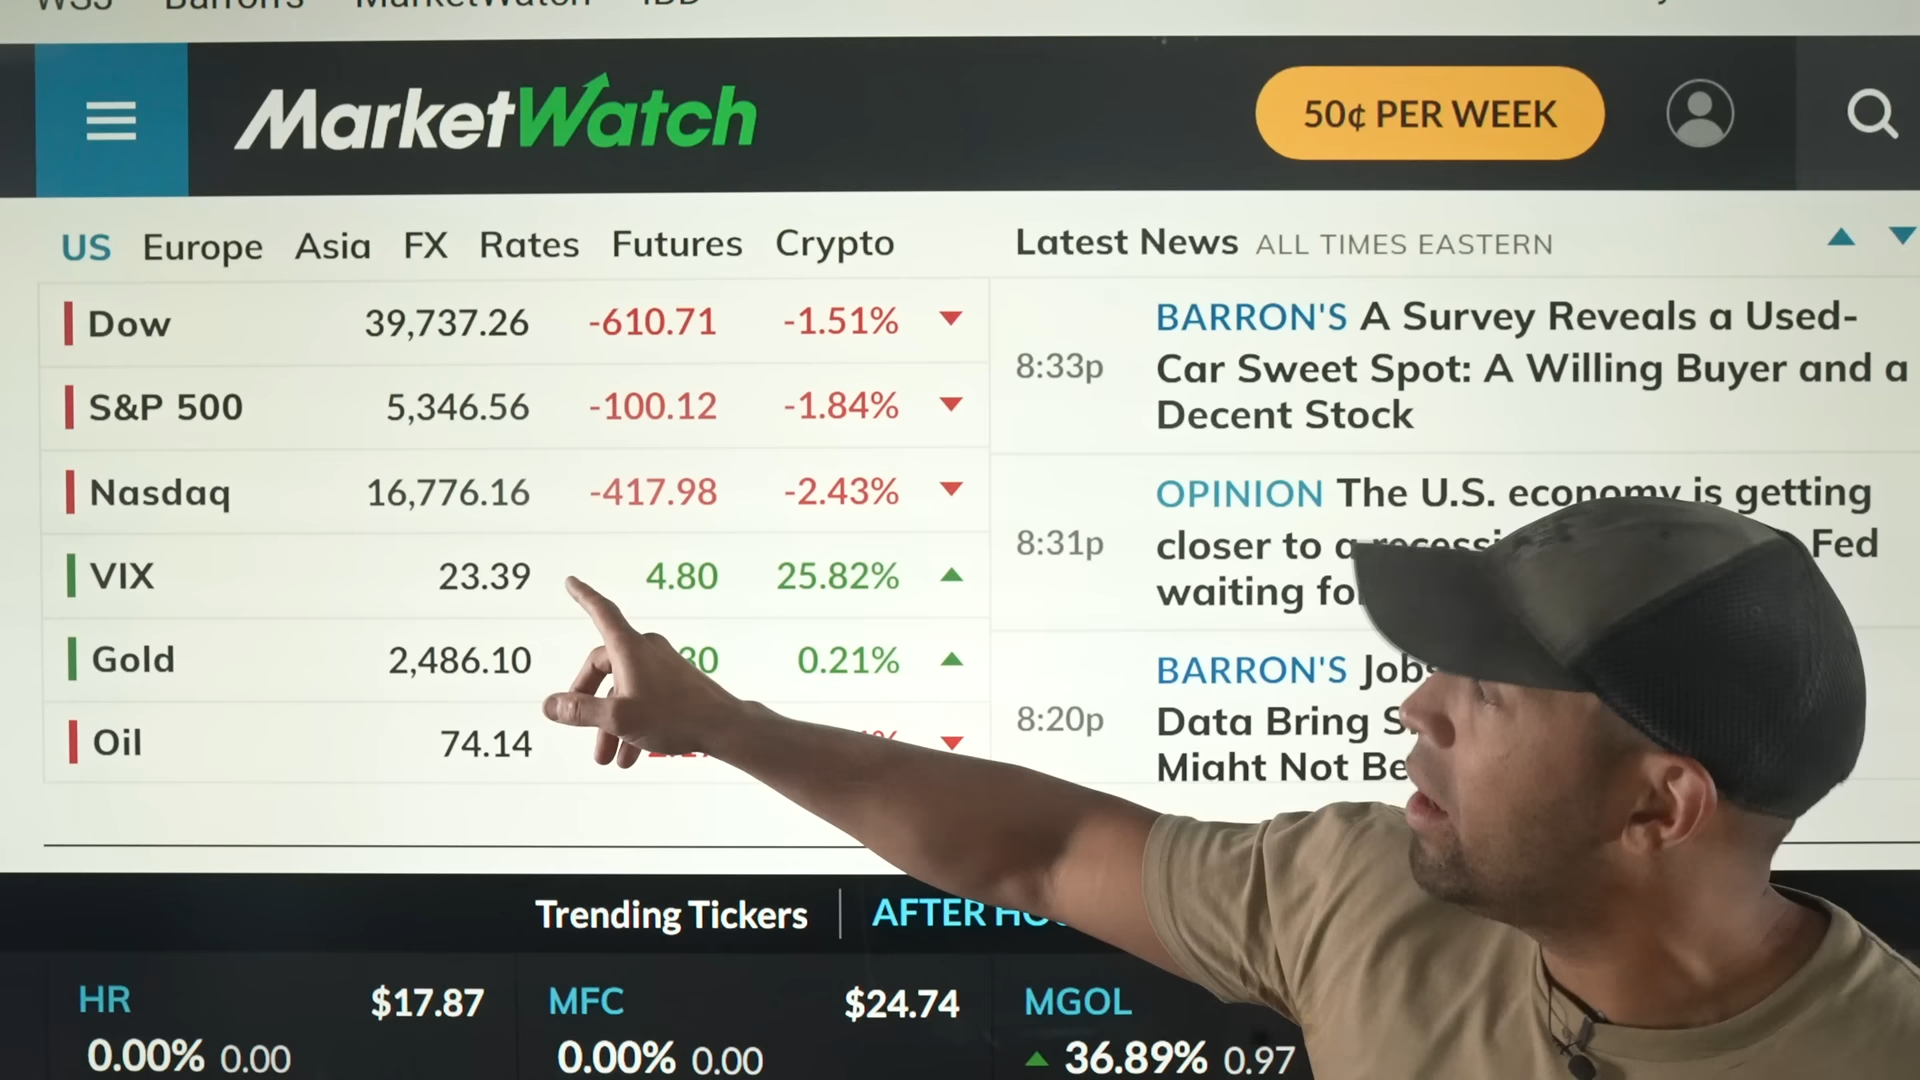 WSJ Barron's MarketWatch IBD
MarketWatch
50¢ PER WEEK
US Europe Asia FX Rates Futures Crypto
Dow 39,737.26 -610.71 -1.51%
S&P 500 5,346.56 -100.12 -1.84%
Nasdaq 16,776.16 -417.98 -2.43%
VIX 23.39 4.80 25.82%
Gold 2,486.10 30 0.21%
Oil 74.14
Latest News ALL TIMES EASTERN
8:33p
BARRON'S A Survey Reveals a Used-
Car Sweet Spot: A Willing Buyer and a
Decent Stock
8:31p
OPINION The U.S. economy is getting
closer to a Fed
waiting
8:20p
BARRON'S
Data Bring
Might Not
Trending Tickers AFTER
HR $17.87
0.00% 0.00
MFC $24.74
0.00% 0.00
MGOL
36.89% 0.97